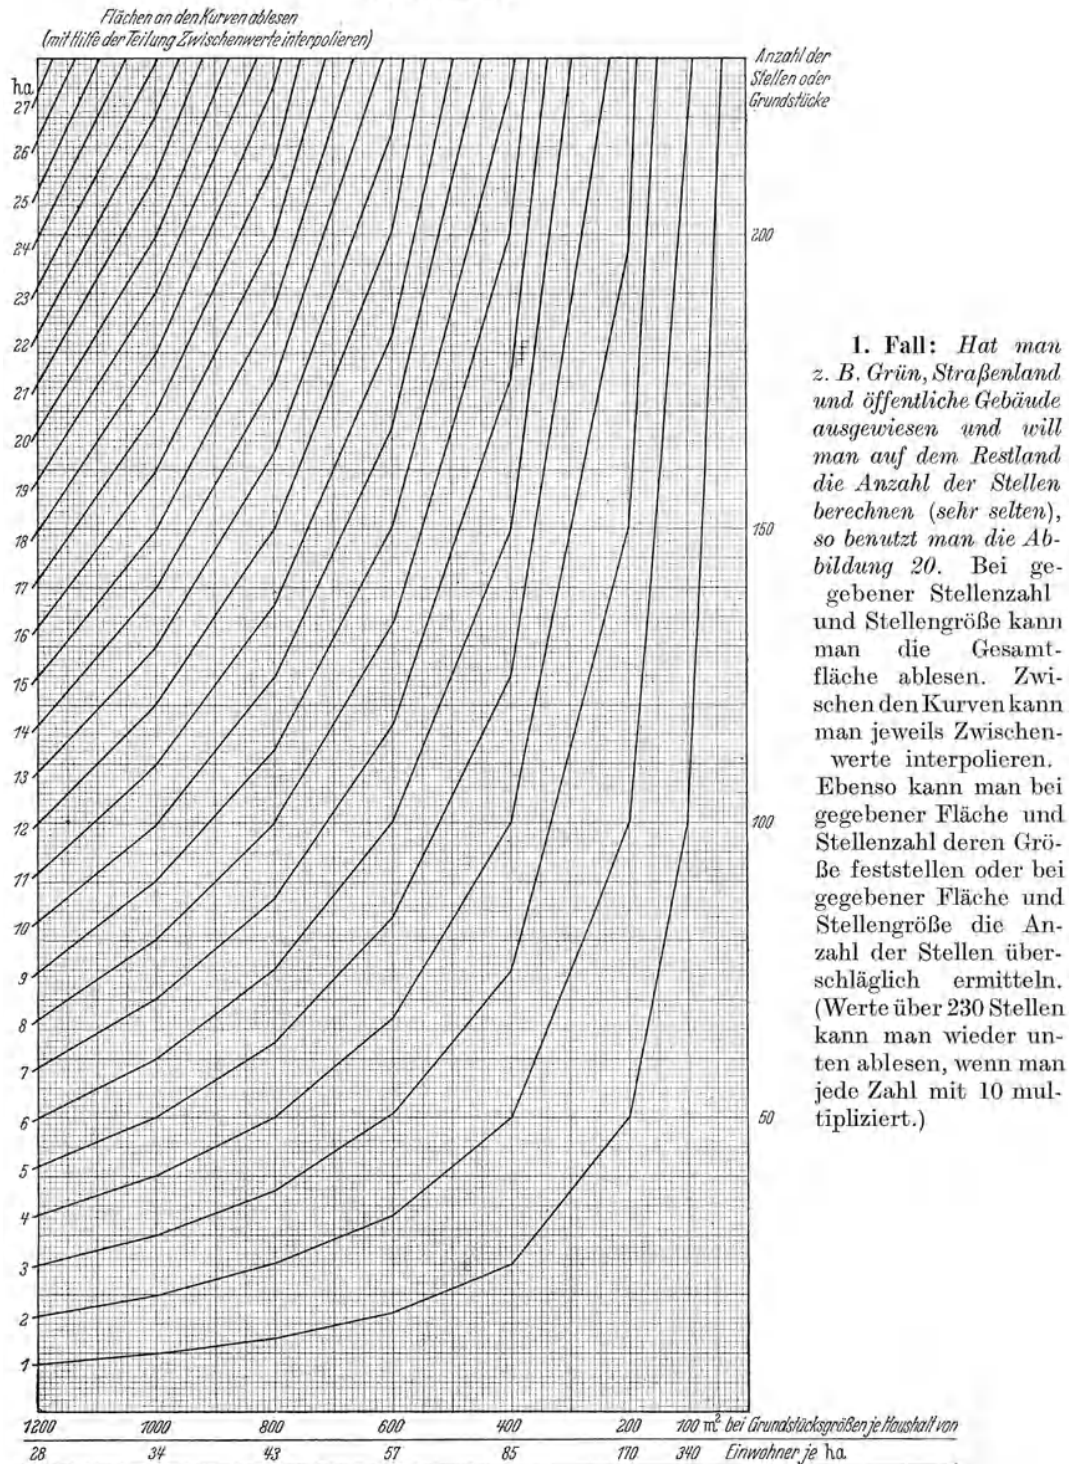 Flächen an den Kurven ablesen
(mit Hilfe der Teilung Zwischenwerte interpolieren)
Anzahl der
Stellen oder
Grundstücke
ha
27
26
25
24
23
22
21
20
19
18
17
16
15
14
13
12
11
10
9
8
7
6
5
4
3
2
1
200
150
100
50
1200 1000 800 600 400 200 100 m² bei Grundstücksgrößen je Haushalt von
28 34 43 57 85 170 340 Einwohner je ha.
1. Fall: Hat man
z. B. Grün, Straßenland
und öffentliche Gebäude
ausgewiesen und will
man auf dem Restland
die Anzahl der Stellen
berechnen (sehr selten),
so benutzt man die Ab-
bildung 20. Bei ge-
gebener Stellenzahl
und Stellengröße kann
man die Gesamt-
fläche ablesen. Zwi-
schen den Kurven kann
man jeweils Zwischen-
werte interpolieren.
Ebenso kann man bei
gegebener Fläche und
Stellenzahl deren Grö-
ße feststellen oder bei
gegebener Fläche und
Stellengröße die An-
zahl der Stellen über-
schläglich ermitteln.
(Werte über 230 Stellen
kann man wieder un-
ten ablesen, wenn man
jede Zahl mit 10 mul-
tipliziert.)